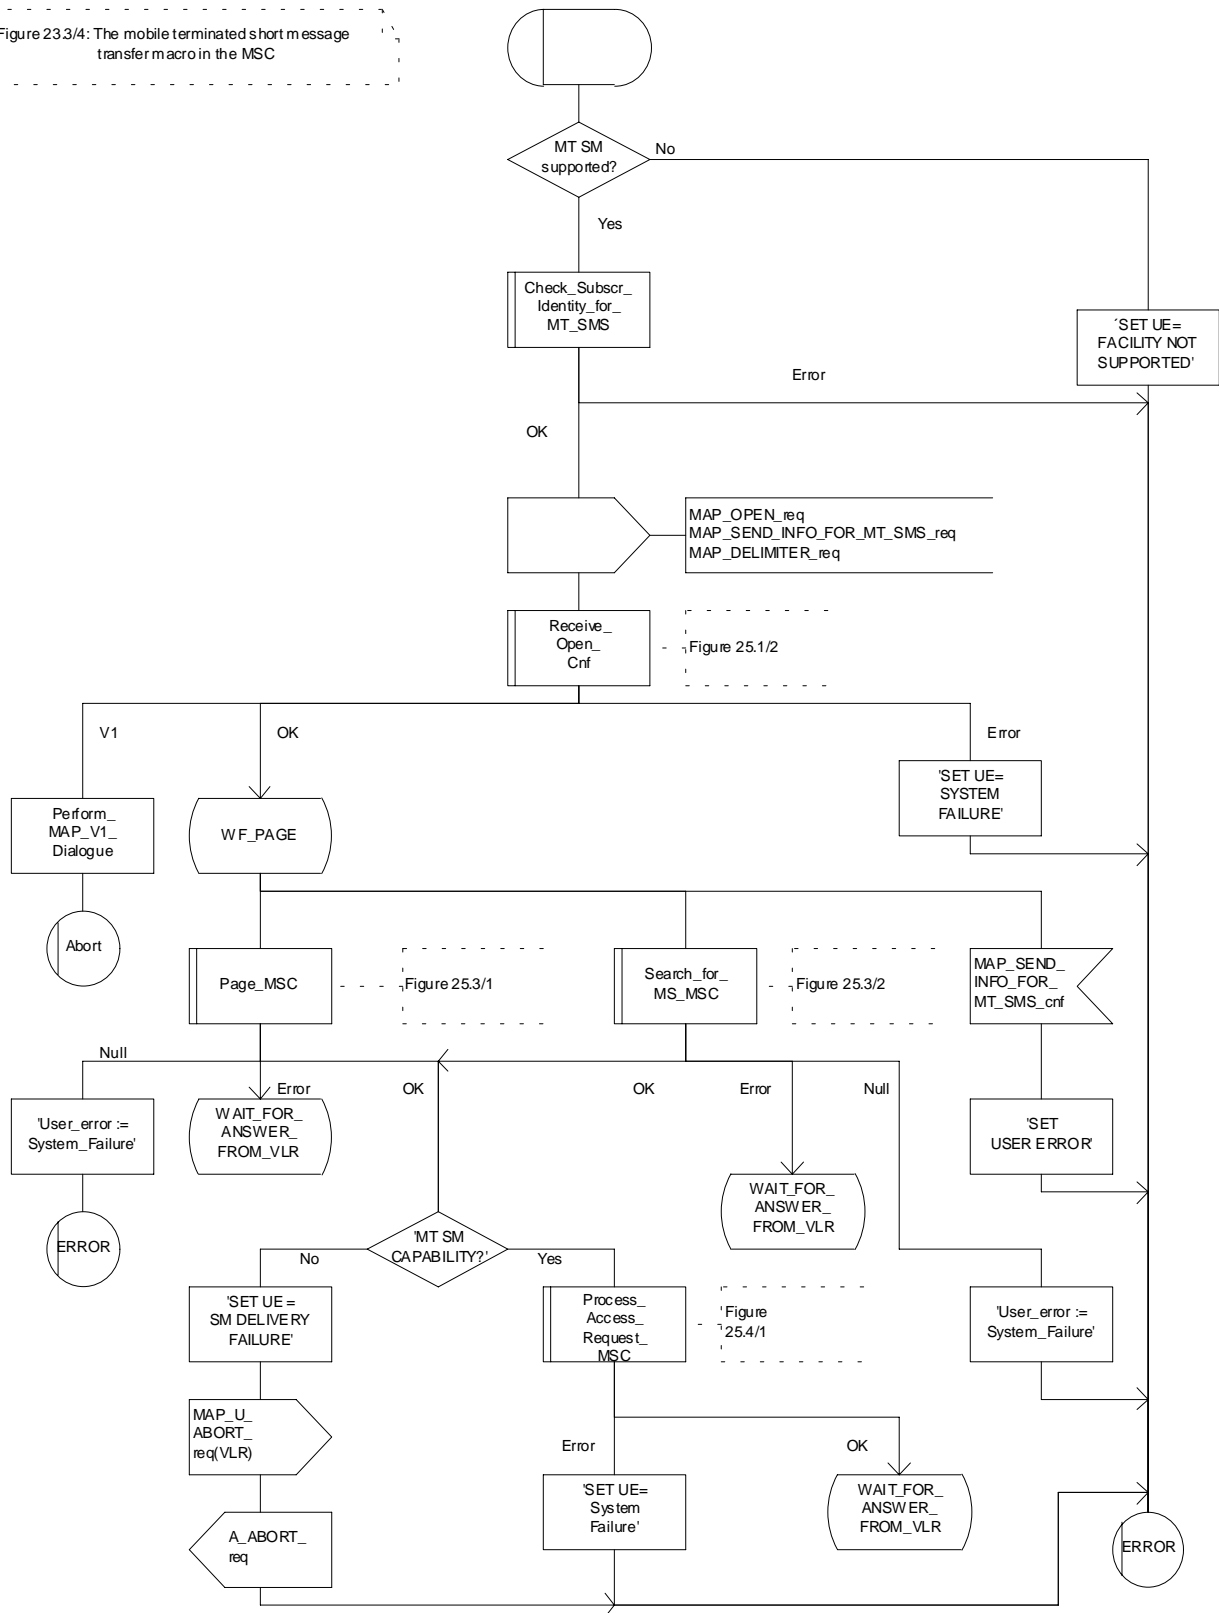 Figure 23.3/4: The mobile terminated short message
transfer macro in the MSC
MT SM
supported?
No
Yes
Check_Subscr_
Identity_for_
MT_SMS
´SET UE=
FACILITY NOT
SUPPORTED'
Error
OK
MAP_OPEN_req
MAP_SEND_INFO_FOR_MT_SMS_req
MAP_DELIMITER_req
Receive_
Open_
Cnf
Figure 25.1/2
V1
OK
Error
'SET UE=
SYSTEM
FAILURE'
Perform_
MAP_V1_
Dialogue
WF_PAGE
Abort
Page_MSC
Figure 25.3/1
Search_for_
MS_MSC
Figure 25.3/2
MAP_SEND_
INFO_FOR_
MT_SMS_cnf
Null
Error
OK
OK
Error
Null
'User_error :=
System_Failure'
WAIT_FOR_
ANSWER_
FROM_VLR
'SET
USER ERROR'
WAIT_FOR_
ANSWER_
FROM_VLR
ERROR
'MT SM
CAPABILITY?'
No
Yes
'SET UE =
SM DELIVERY
FAILURE'
Process_
Access_
Request_
MSC
'Figure
25.4/1
'User_error :=
System_Failure'
MAP_U_
ABORT_
req(VLR)
Error
OK
'SET UE=
System
Failure'
WAIT_FOR_
ANSWER_
FROM_VLR
A_ABORT_
req
ERROR